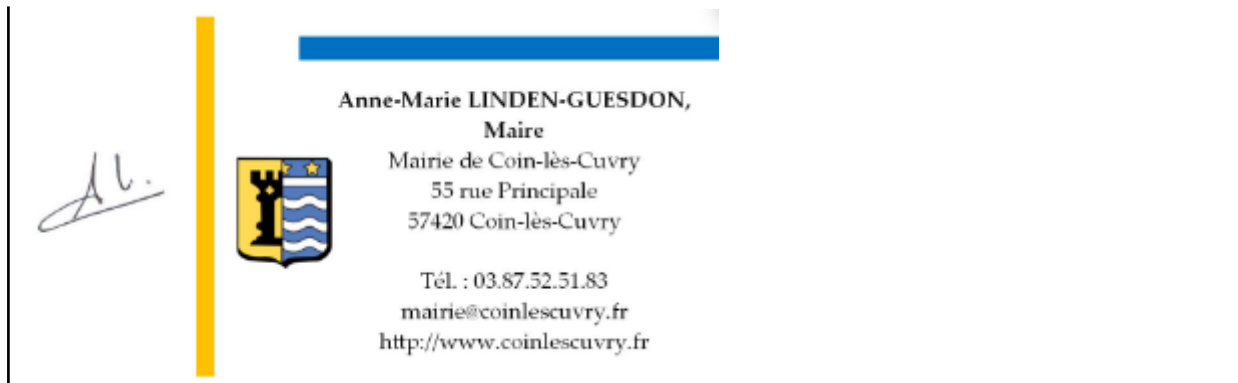 Anne-Marie LINDEN-GUESDON,
Maire
Mairie de Coin-lès-Cuvry
55 rue Principale
57420 Coin-lès-Cuvry
Tél. : 03.87.52.51.83
mairie@coinlescuvry.fr
http://www.coinlescuvry.fr